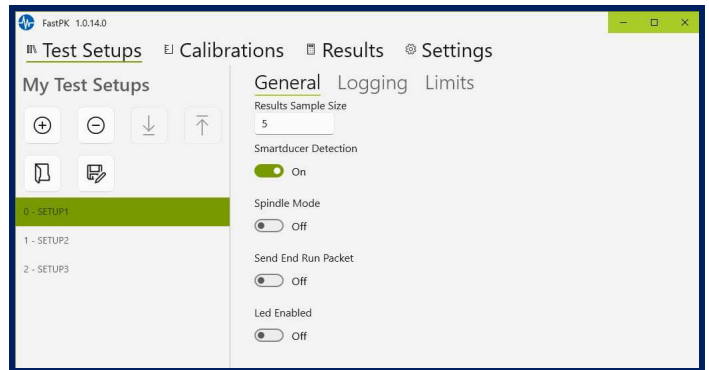 FastPK 1.0.14.0
Test Setups Calibrations Results Settings
My Test Setups
0 - SETUP1
1 - SETUP2
2 - SETUP3
General Logging Limits
Results Sample Size
5
Smartducer Detection
On
Spindle Mode
Off
Send End Run Packet
Off
Led Enabled
Off